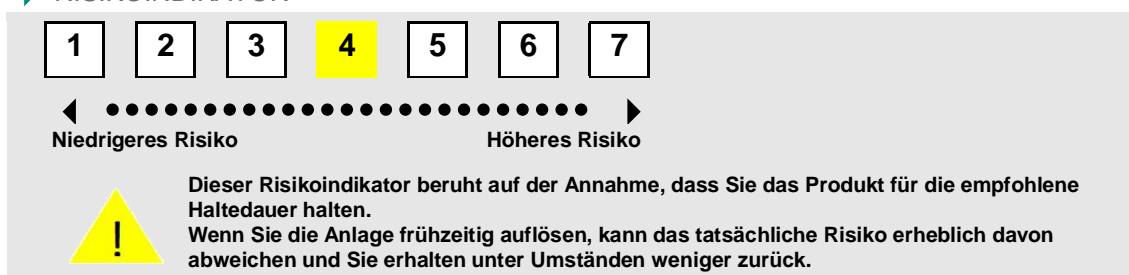 1 2 3 4 5 6 7
Niedrigeres Risiko Höheres Risiko
Dieser Risikoindikator beruht auf der Annahme, dass Sie das Produkt für die empfohlene
Haltedauer halten.
!
Wenn Sie die Anlage frühzeitig auflösen, kann das tatsächliche Risiko erheblich davon
abweichen und Sie erhalten unter Umständen weniger zurück.